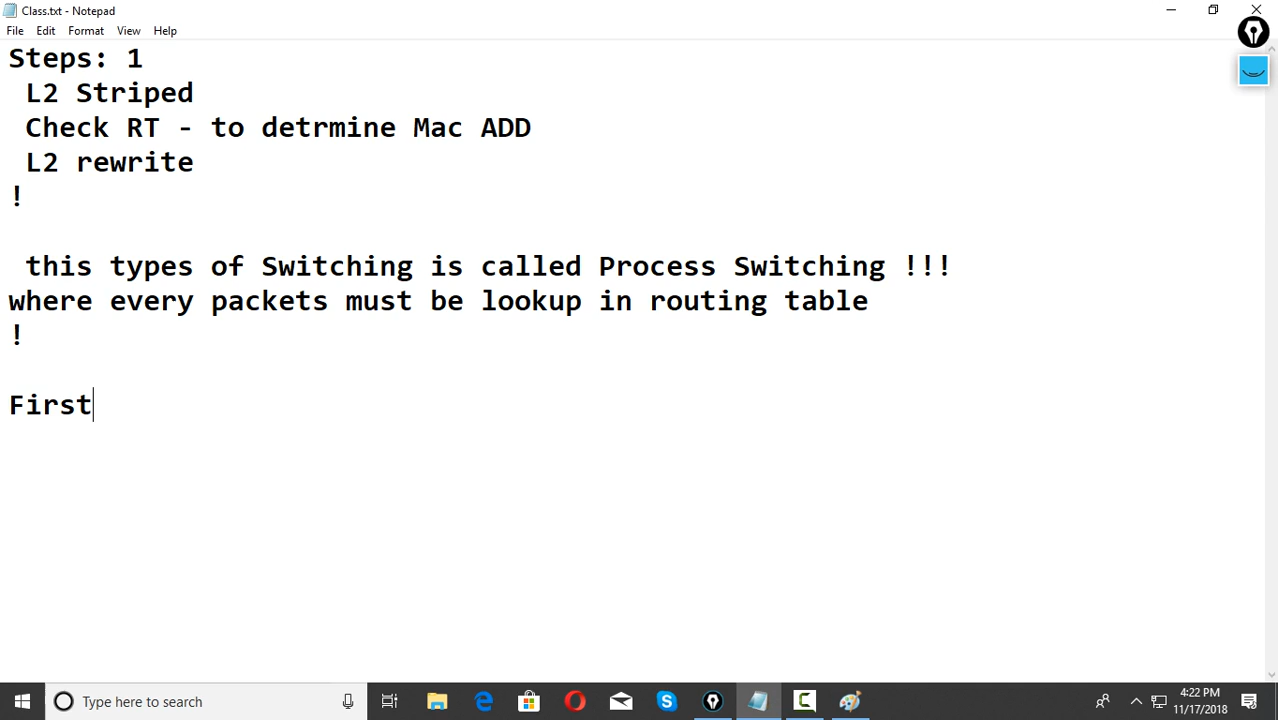 Class.txt - Notepad
File Edit Format View Help
Steps: 1
L2 Striped
Check RT - to detrmine Mac ADD
L2 rewrite
!
this types of Switching is called Process Switching !!!
where every packets must be lookup in routing table
!
First
Type here to search
4:22 PM
11/17/2018